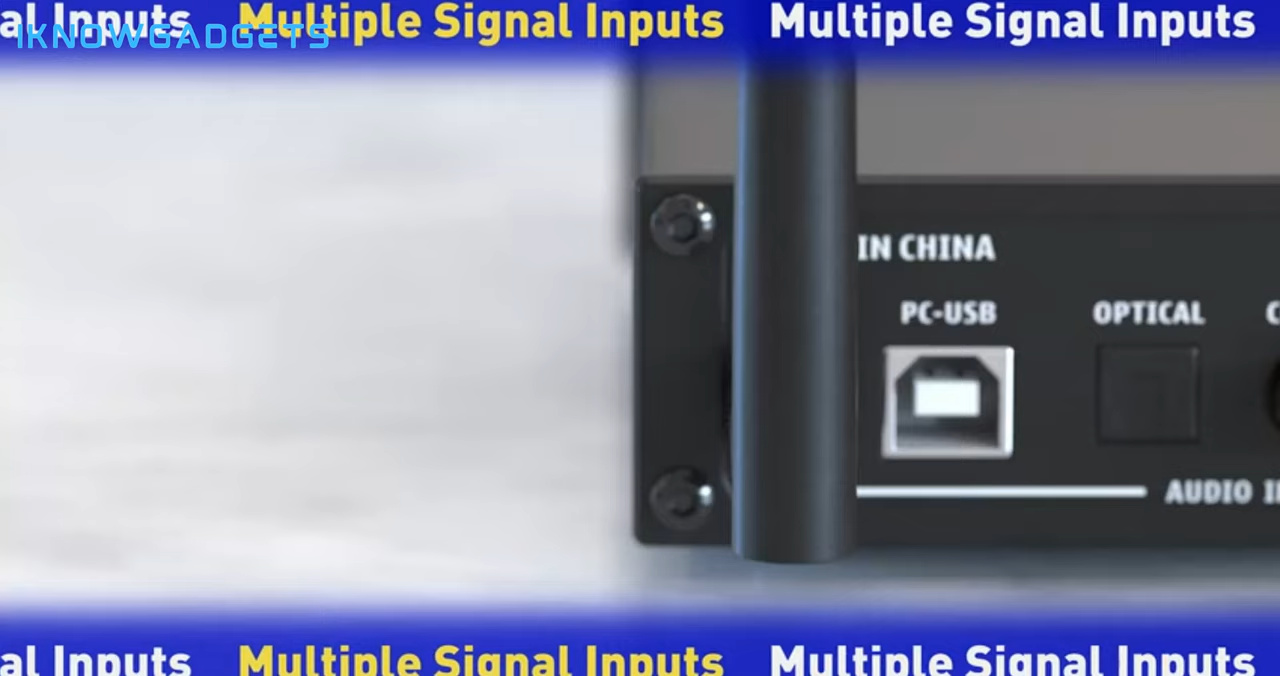 al Inputs Multiple Signal Inputs Multiple Signal Inputs
IKNOWGADGETS
IN CHINA
PC-USB OPTICAL C
AUDIO I
al Inputs Multiple Signal Inputs Multiple Signal Inputs